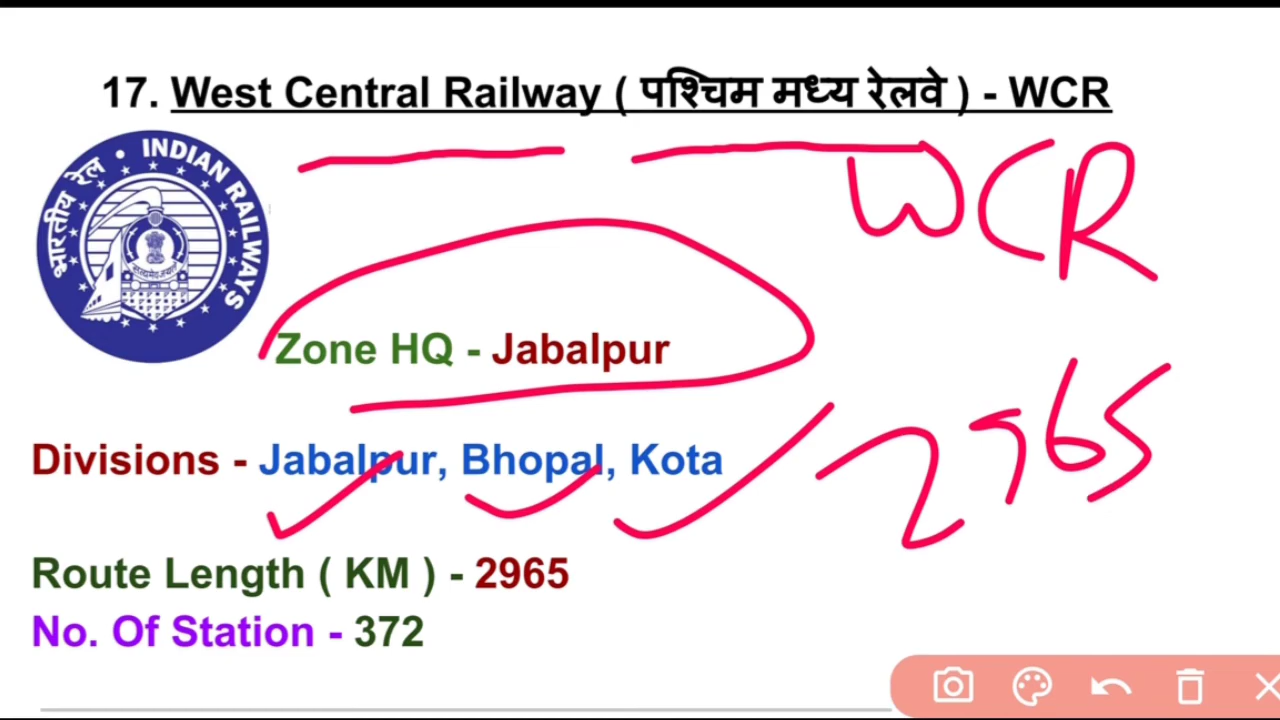 17. West Central Railway ( पश्चिम मध्य रेलवे ) - WCR
भारतीय रेल • INDIAN RAILWAYS
WCR
Zone HQ - Jabalpur
Divisions - Jabalpur, Bhopal, Kota
2965
Route Length ( KM ) - 2965
No. Of Station - 372